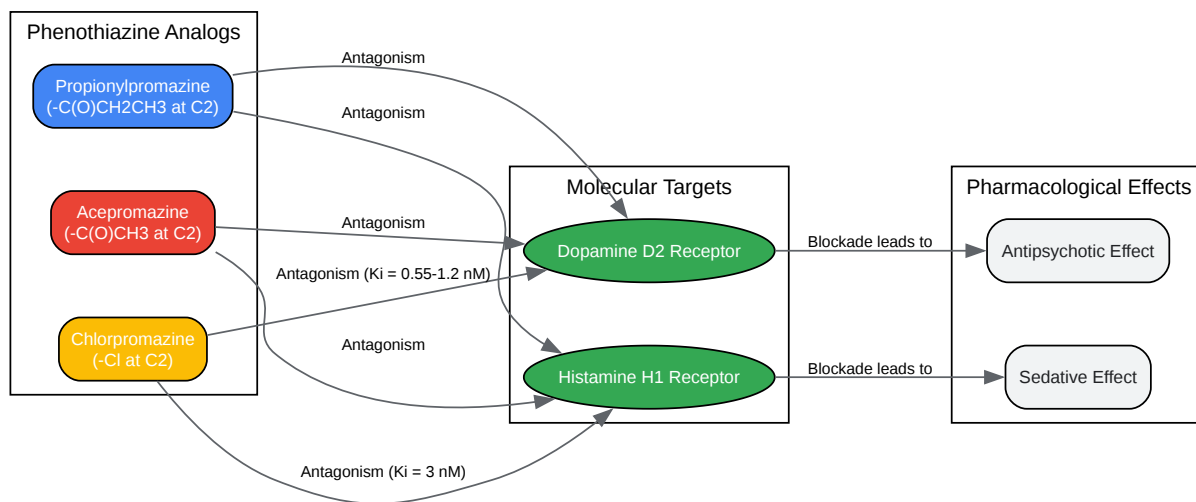 Phenothiazine Analogs
Propionylpromazine
(-C(O)CH2CH3 at C2)
Acepromazine
(-C(O)CH3 at C2)
Chlorpromazine
(-Cl at C2)
Antagonism
Antagonism
Antagonism
Antagonism (Ki = 0.55-1.2 nM)
Antagonism
Antagonism (Ki = 3 nM)
Molecular Targets
Dopamine D2 Receptor
Histamine H1 Receptor
Blockade leads to
Blockade leads to
Pharmacological Effects
Antipsychotic Effect
Sedative Effect